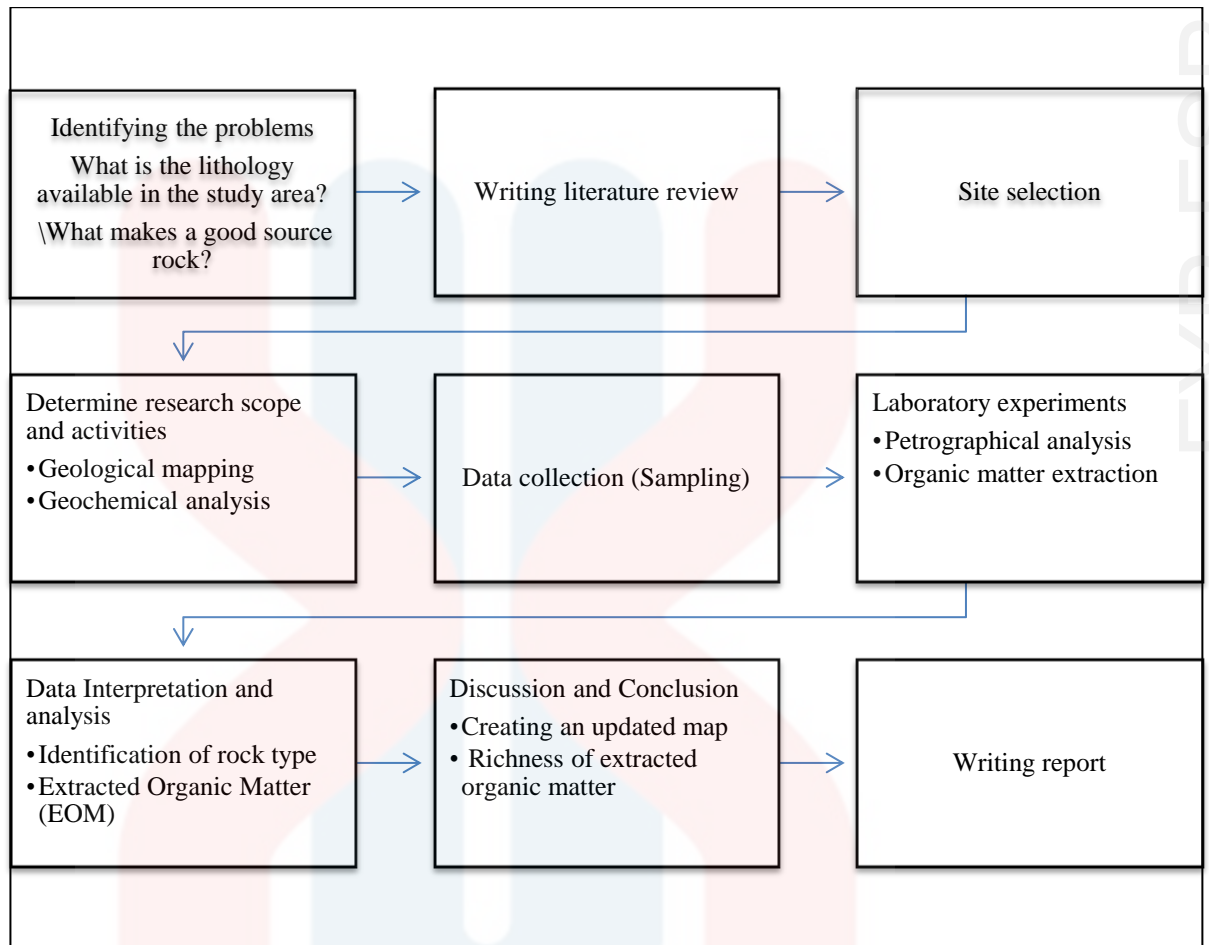 Identifying the problems
What is the lithology
available in the study area?
\What makes a good source
rock?
Writing literature review
Site selection
Determine research scope
and activities
•Geological mapping
•Geochemical analysis
Data collection (Sampling)
Laboratory experiments
•Petrographical analysis
•Organic matter extraction
Data Interpretation and
analysis
•Identification of rock type
•Extracted Organic Matter
(EOM)
Discussion and Conclusion
•Creating an updated map
• Richness of extracted
organic matter
Writing report